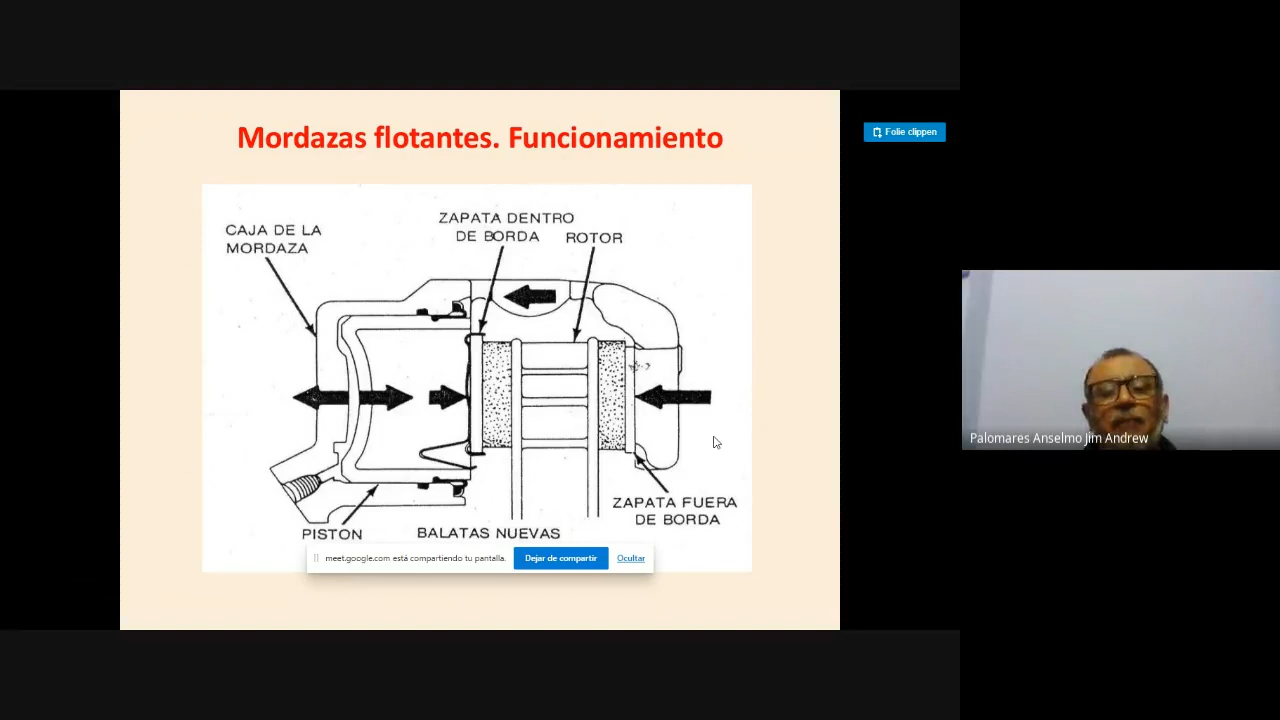 Mordazas flotantes. Funcionamiento
Folie clippen
ZAPATA DENTRO
DE BORDA
CAJA DE LA
MORDAZA
ROTOR
ZAPATA FUERA
DE BORDA
PISTON
BALATAS NUEVAS
meet.google.com está compartiendo tu pantalla.
Dejar de compartir
Ocultar
Palomares Anselmo Jim Andrew